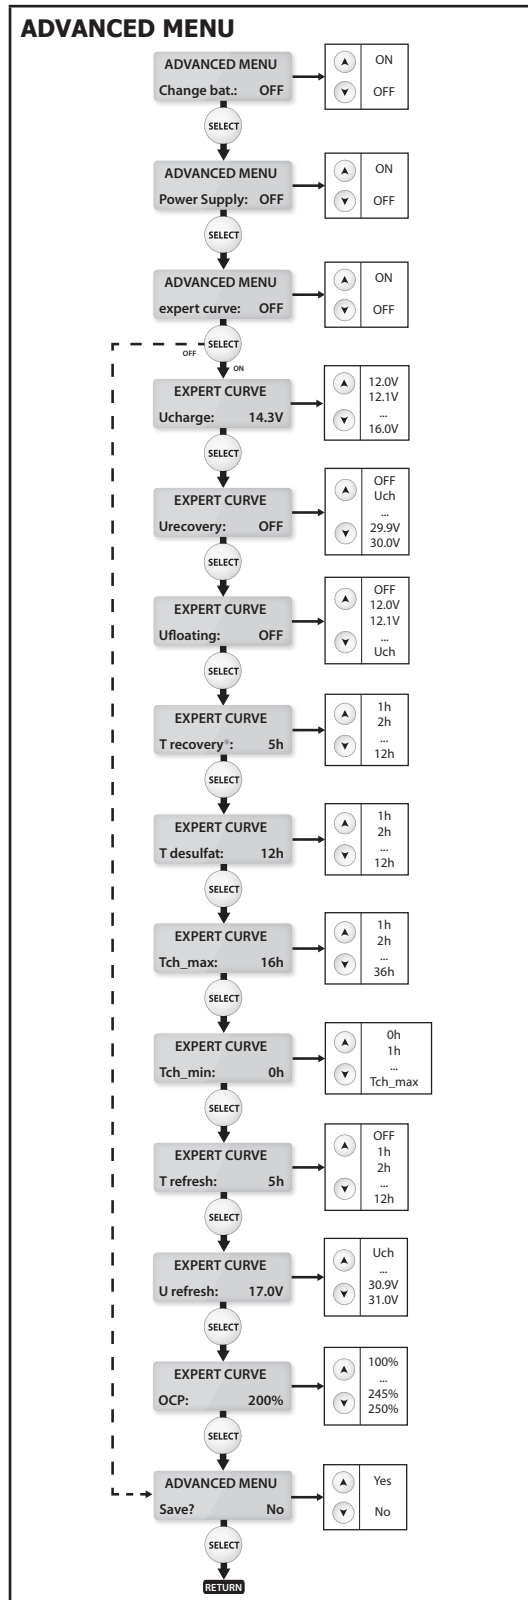 ADVANCED MENU
ADVANCED MENU
Change bat.: OFF
ON
OFF
SELECT
ADVANCED MENU
Power Supply: OFF
ON
OFF
SELECT
ADVANCED MENU
expert curve: OFF
ON
OFF
SELECT
OFF
ON
EXPERT CURVE
Ucharge: 14.3V
12.0V
12.1V
...
16.0V
SELECT
EXPERT CURVE
Urecovery: OFF
OFF
Uch
...
29.9V
30.0V
SELECT
EXPERT CURVE
Ufloating: OFF
OFF
12.0V
12.1V
...
Uch
SELECT
EXPERT CURVE
T recovery*: 5h
1h
2h
...
12h
SELECT
EXPERT CURVE
T desulfat: 12h
1h
2h
...
12h
SELECT
EXPERT CURVE
Tch_max: 16h
1h
2h
...
36h
SELECT
EXPERT CURVE
Tch_min: 0h
0h
1h
...
Tch_max
SELECT
EXPERT CURVE
T refresh: 5h
OFF
1h
2h
...
12h
SELECT
EXPERT CURVE
U refresh: 17.0V
Uch
...
30.9V
31.0V
SELECT
EXPERT CURVE
OCP: 200%
100%
...
245%
250%
SELECT
ADVANCED MENU
Save? No
Yes
No
SELECT
RETURN